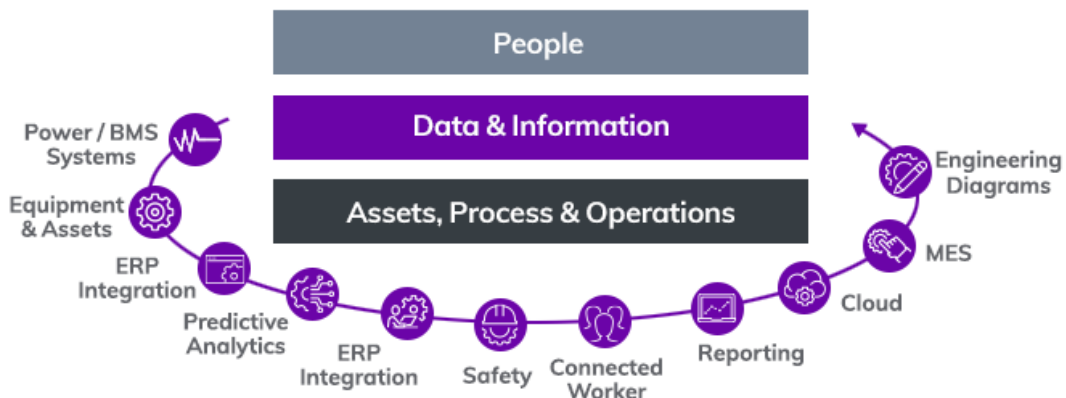 People
Data & Information
Assets, Process & Operations
Power / BMS
Systems
Equipment
& Assets
ERP
Integration
Predictive
Analytics
ERP
Integration
Safety
Connected
Worker
Reporting
Cloud
MES
Engineering
Diagrams